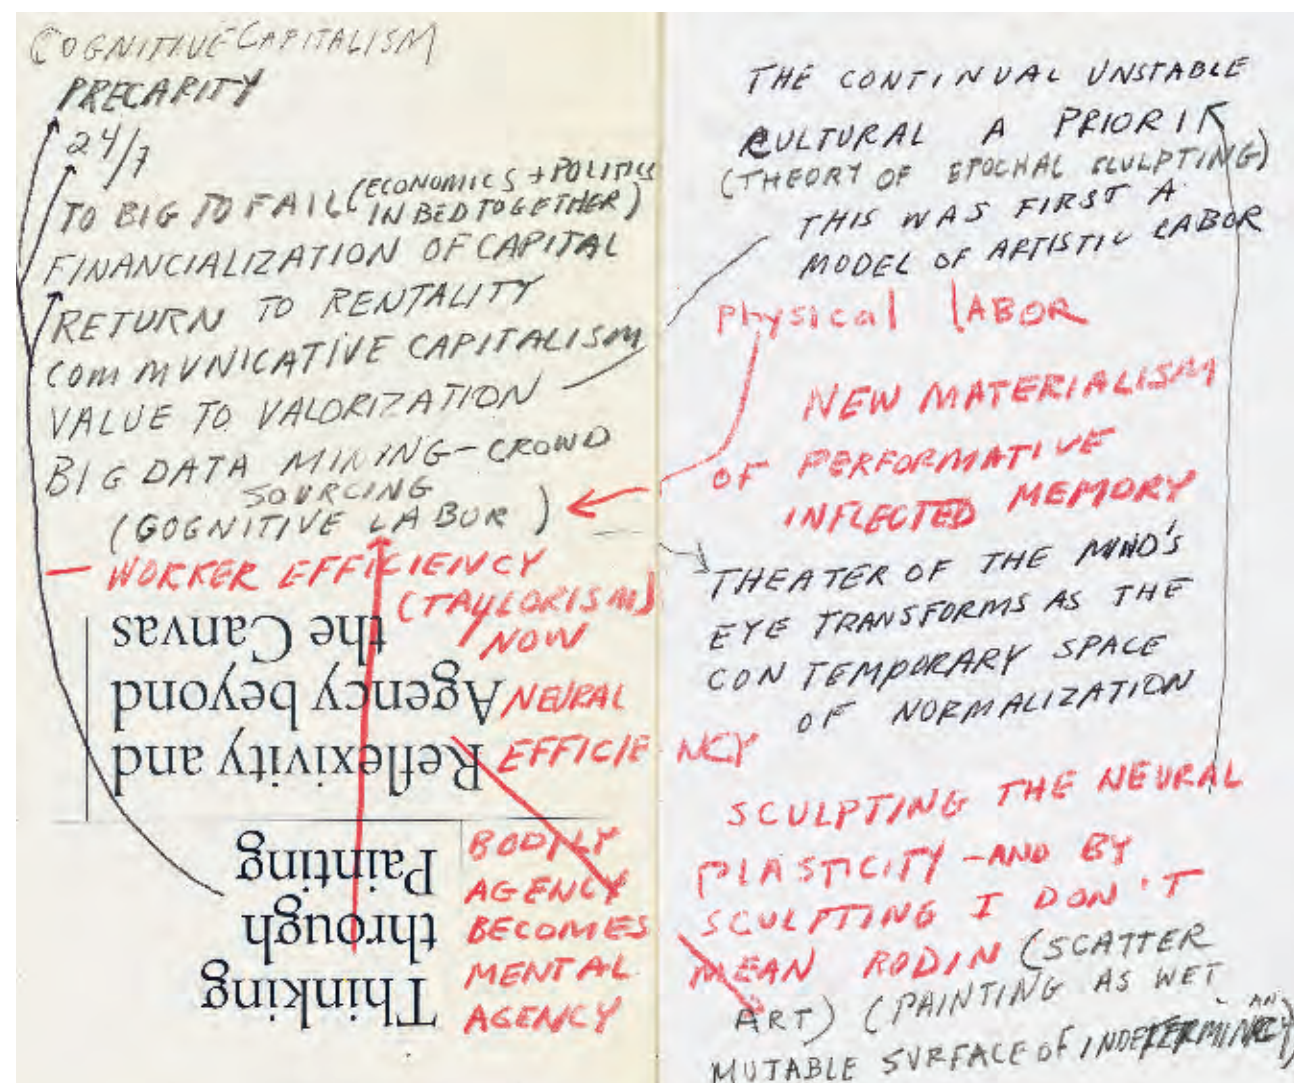 COGNITIVE CAPITALISM
PRECARITY
24/7
TO BIG TO FAIL (ECONOMICS + POLITICS
IN BED TOGETHER)
FINANCIALIZATION OF CAPITAL
RETURN TO RENTALITY
COMMUNICATIVE CAPITALISM
VALUE TO VALORIZATION
BIG DATA MINING-CROWD
SOURCING
(GOGNITIVE LABOR)
WORKER EFFICIENCY
(TAYLORISM)
NOW
NEURAL
EFFICIENCY
BODILY
AGENCY
BECOMES
MENTAL
AGENCY
Thinking
through
Painting
Reflexivity and
Agency beyond
the Canvas
THE CONTINUAL UNSTABLE
CULTURAL A PRIORI
(THEORY OF EPOCHAL SCULPTING)
THIS WAS FIRST A
MODEL OF ARTISTIC LABOR
Physical LABOR
NEW MATERIALISM
OF PERFORMATIVE
INFLECTED MEMORY
THEATER OF THE MIND'S
EYE TRANSFORMS AS THE
CONTEMPORARY SPACE
OF NORMALIZATION
SCULPTING THE NEURAL
PLASTICITY - AND BY
SCULPTING I DON'T
MEAN RODIN (SCATTER
ART) (PAINTING AS WET
AN
MUTABLE SURFACE OF INDETERMINANCY)